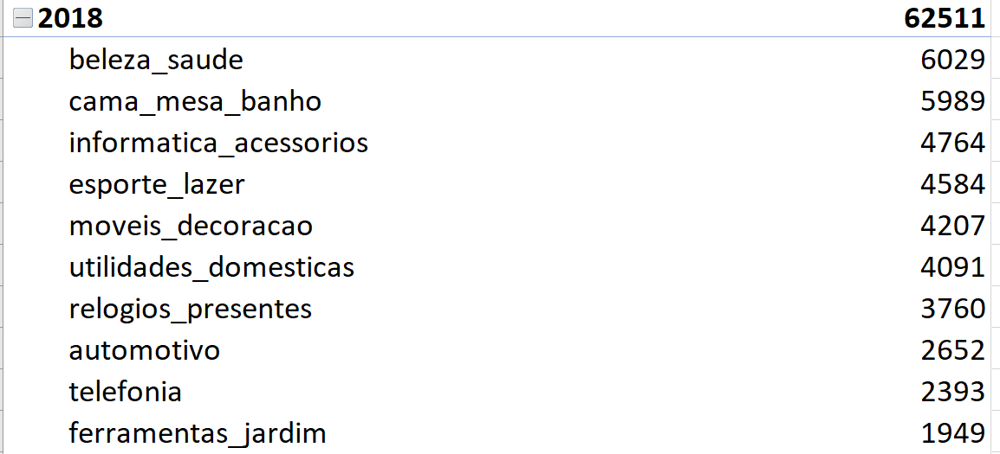 2018 62511
beleza_saude 6029
cama_mesa_banho 5989
informatica_acessorios 4764
esporte_lazer 4584
moveis_decoracao 4207
utilidades_domesticas 4091
relogios_presentes 3760
automotivo 2652
telefonia 2393
ferramentas_jardim 1949